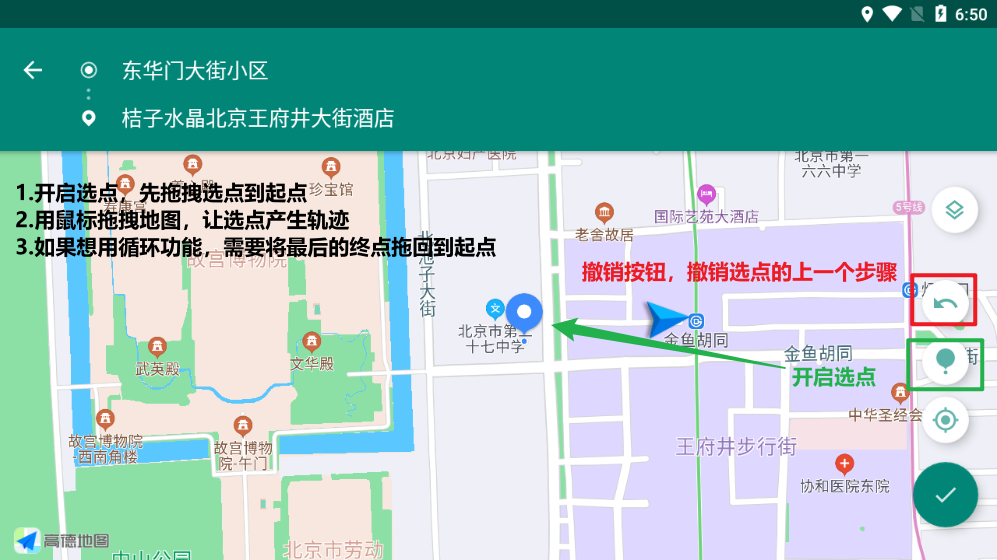 6:50
东华门大街小区
桔子水晶北京王府井大街酒店
北京妇产医院
北京市第一
六六中学
珍宝馆
寿康宫
1.开启选点，先拖拽选点到起点
2.用鼠标拖拽地图，让选点产生轨迹
3.如果想用循环功能，需要将最后的终点拖回到起点
国际艺苑大酒店
5号线
老舍故居
故宫博物院
北池子大街
撤销按钮，撤销选点的上一个步骤
文
北京市第二
十七中学
金鱼胡同
金鱼胡同
街
武英殿
文华殿
开启选点
中华圣经会
故宫博物院
-西南角楼
故宫博物
院-午门
王府井步行街
协和医院东院
高德地图
中山公园
北京市劳动